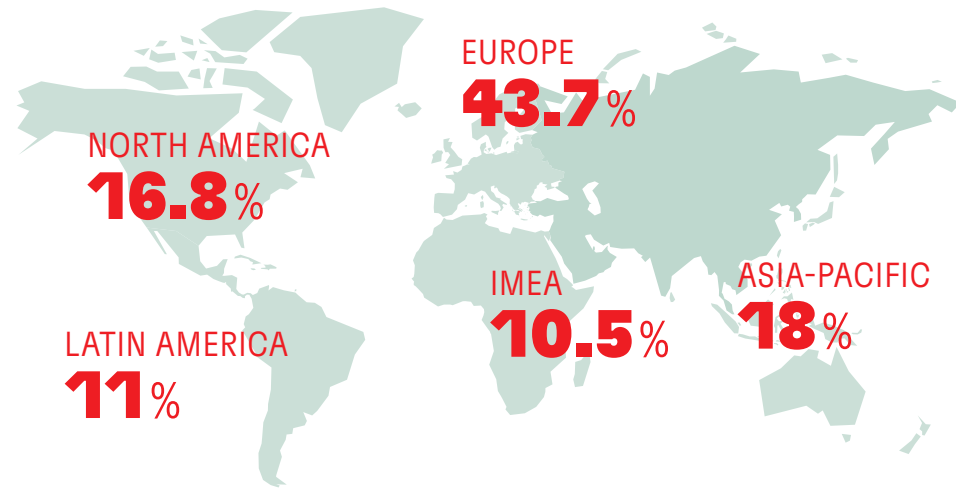 EUROPE
43.7%
NORTH AMERICA
16.8%
IMEA
10.5%
ASIA-PACIFIC
18%
LATIN AMERICA
11%